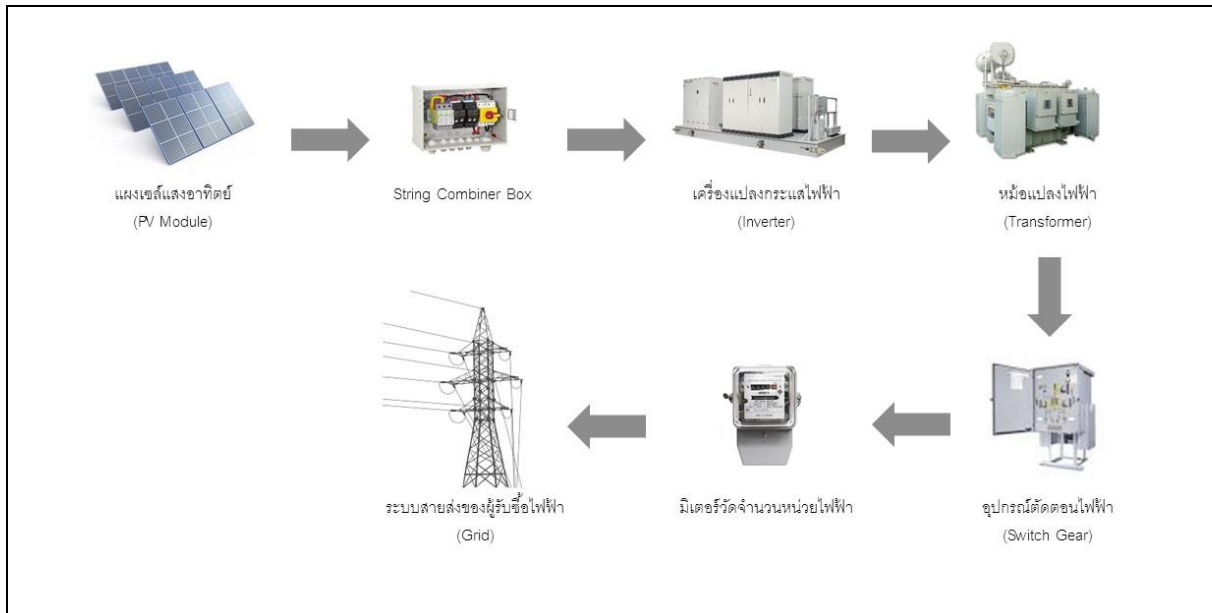 แผงเซล์แสงอาทิตย์
(PV Module)
String Combiner Box
เครื่องแปลงกระแสไฟฟ้า
(Inverter)
หม้อแปลงไฟฟ้า
(Transformer)
อุปกรณ์ตัดตอนไฟฟ้า
(Switch Gear)
มิเตอร์วัดจำนวนหน่วยไฟฟ้า
ระบบสายส่งของผู้รับซื้อไฟฟ้า
(Grid)